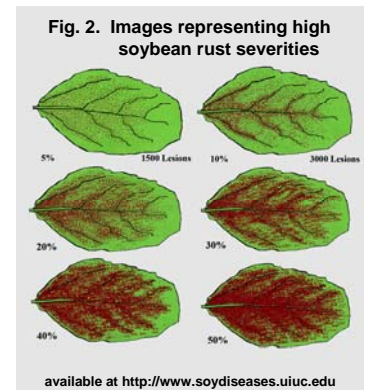 Fig. 2.  Images representing high
soybean rust severities
5%
1500 Lesions
10%
3000 Lesions
20%
30%
40%
50%
available at http://www.soydiseases.uiuc.edu